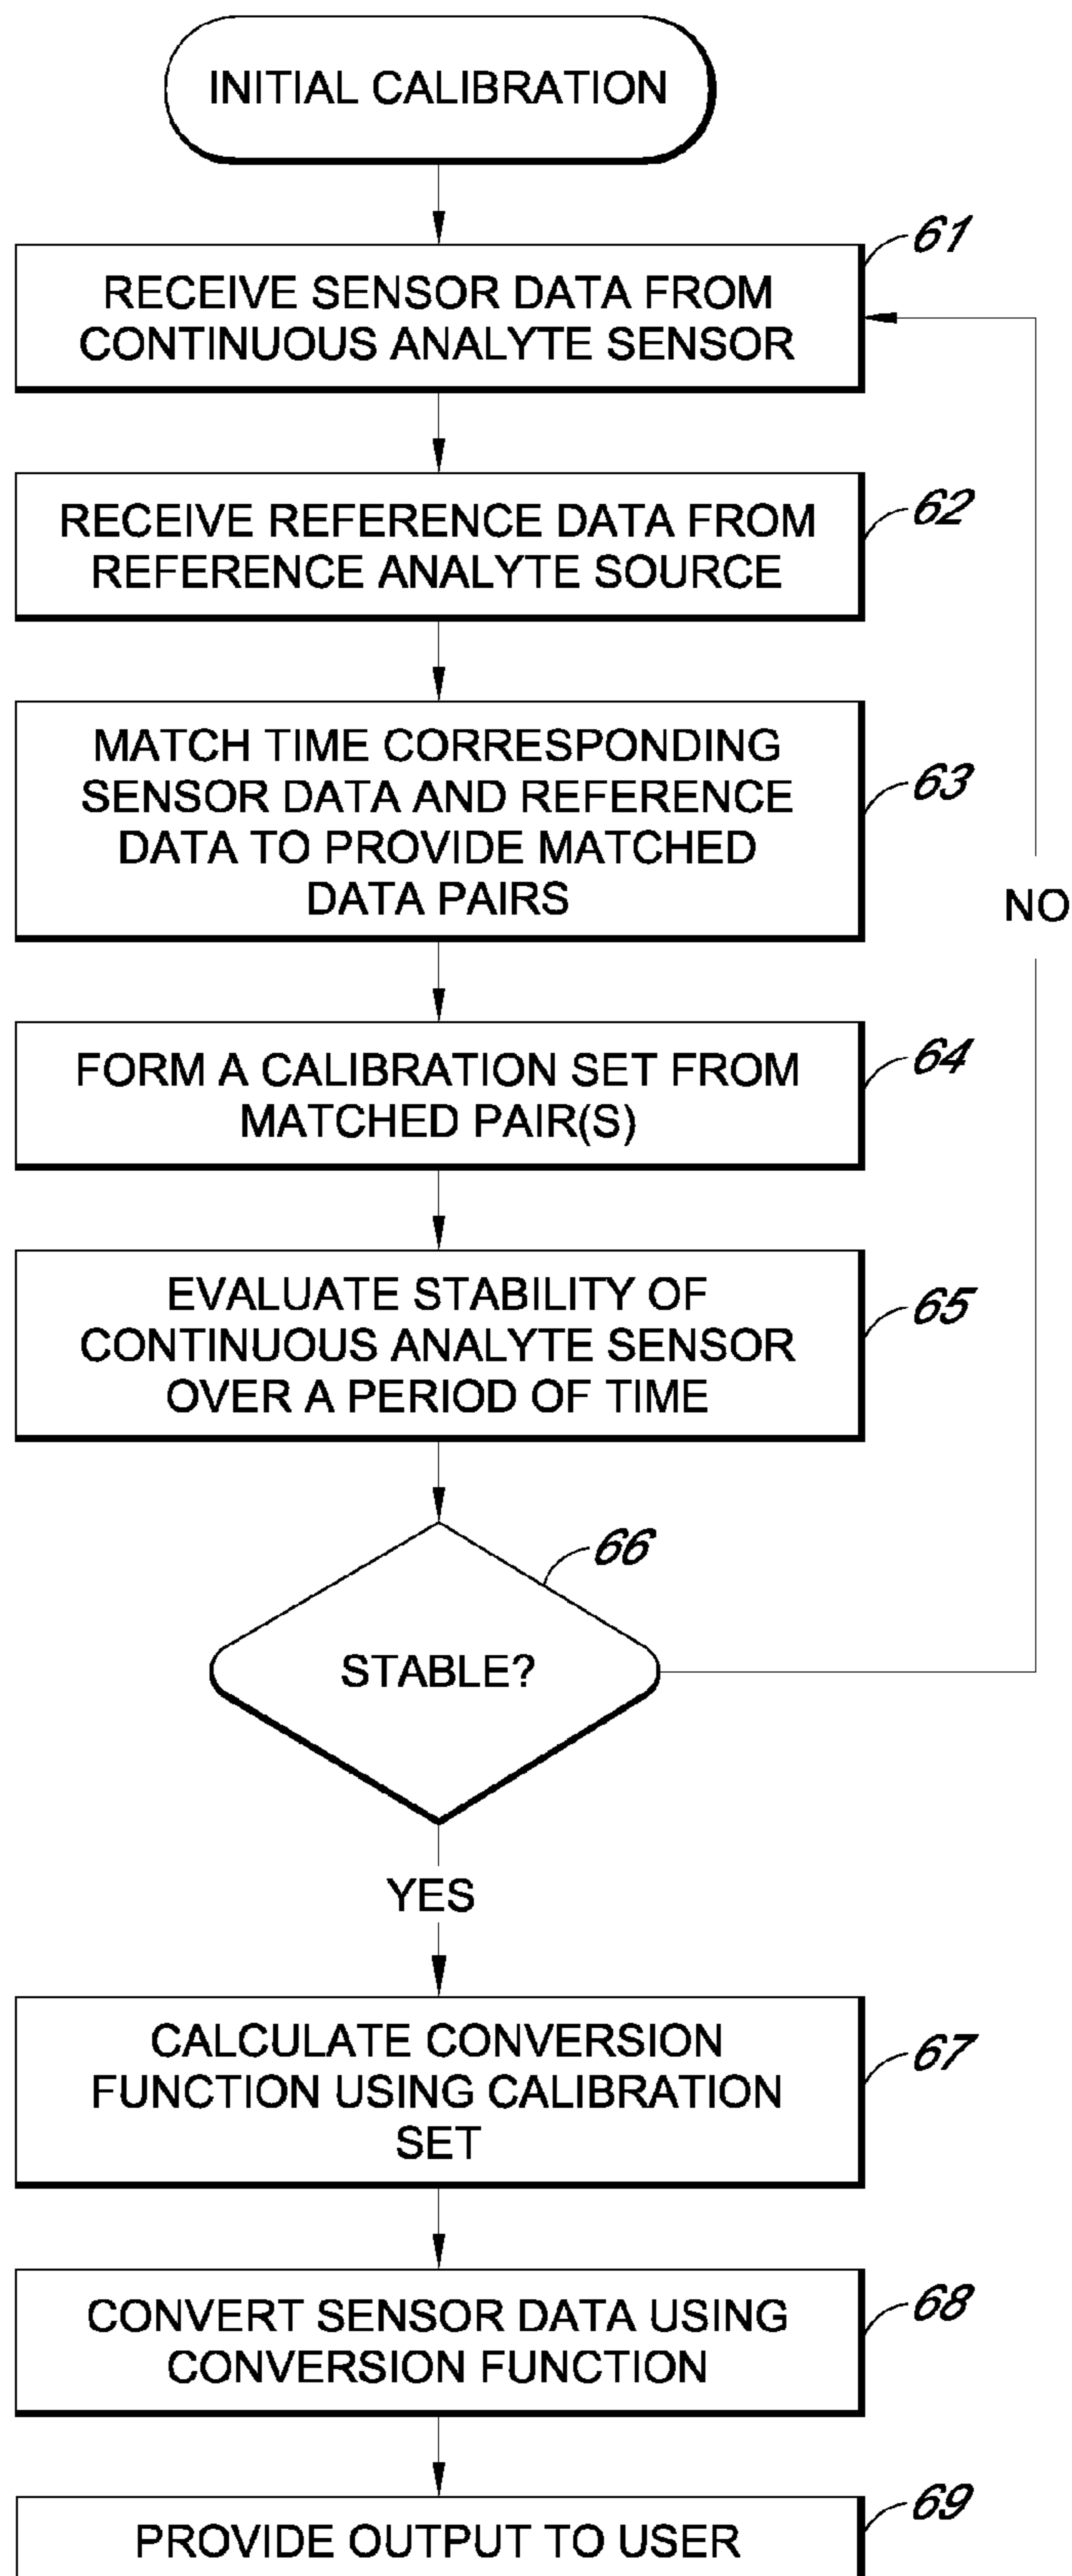 INITIAL CALIBRATION
61
RECEIVE SENSOR DATA FROM
CONTINUOUS ANALYTE SENSOR
62
RECEIVE REFERENCE DATA FROM
REFERENCE ANALYTE SOURCE
63
MATCH TIME CORRESPONDING
SENSOR DATA AND REFERENCE
DATA TO PROVIDE MATCHED
DATA PAIRS
NO
64
FORM A CALIBRATION SET FROM
MATCHED PAIR(S)
65
EVALUATE STABILITY OF
CONTINUOUS ANALYTE SENSOR
OVER A PERIOD OF TIME
66
STABLE?
YES
67
CALCULATE CONVERSION
FUNCTION USING CALIBRATION
SET
68
CONVERT SENSOR DATA USING
CONVERSION FUNCTION
69
PROVIDE OUTPUT TO USER